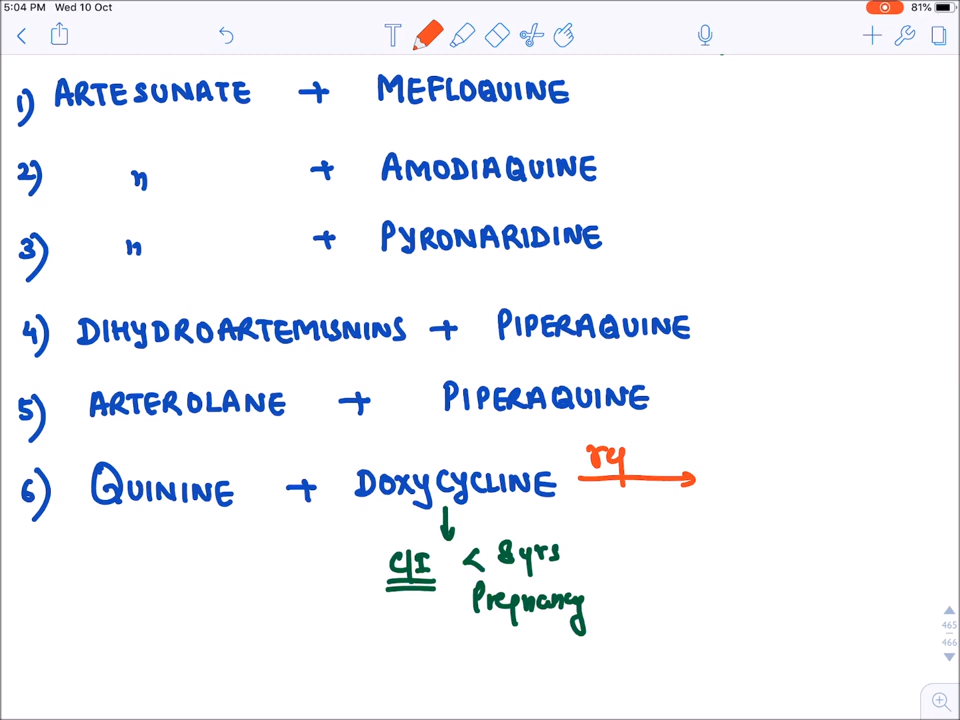 5:04 PM Wed 10 Oct 81%
T
1) ARTESUNATE + MEFLOQUINE
2) " + AMODIAQUINE
3) " + PYRONARIDINE
4) DIHYDROARTEMISNINS + PIPERAQUINE
5) ARTEROLANE + PIPERAQUINE
6) QUININE + DOXYCYCLINE →
↓
C/I < 8yrs
Pregnancy
465
466